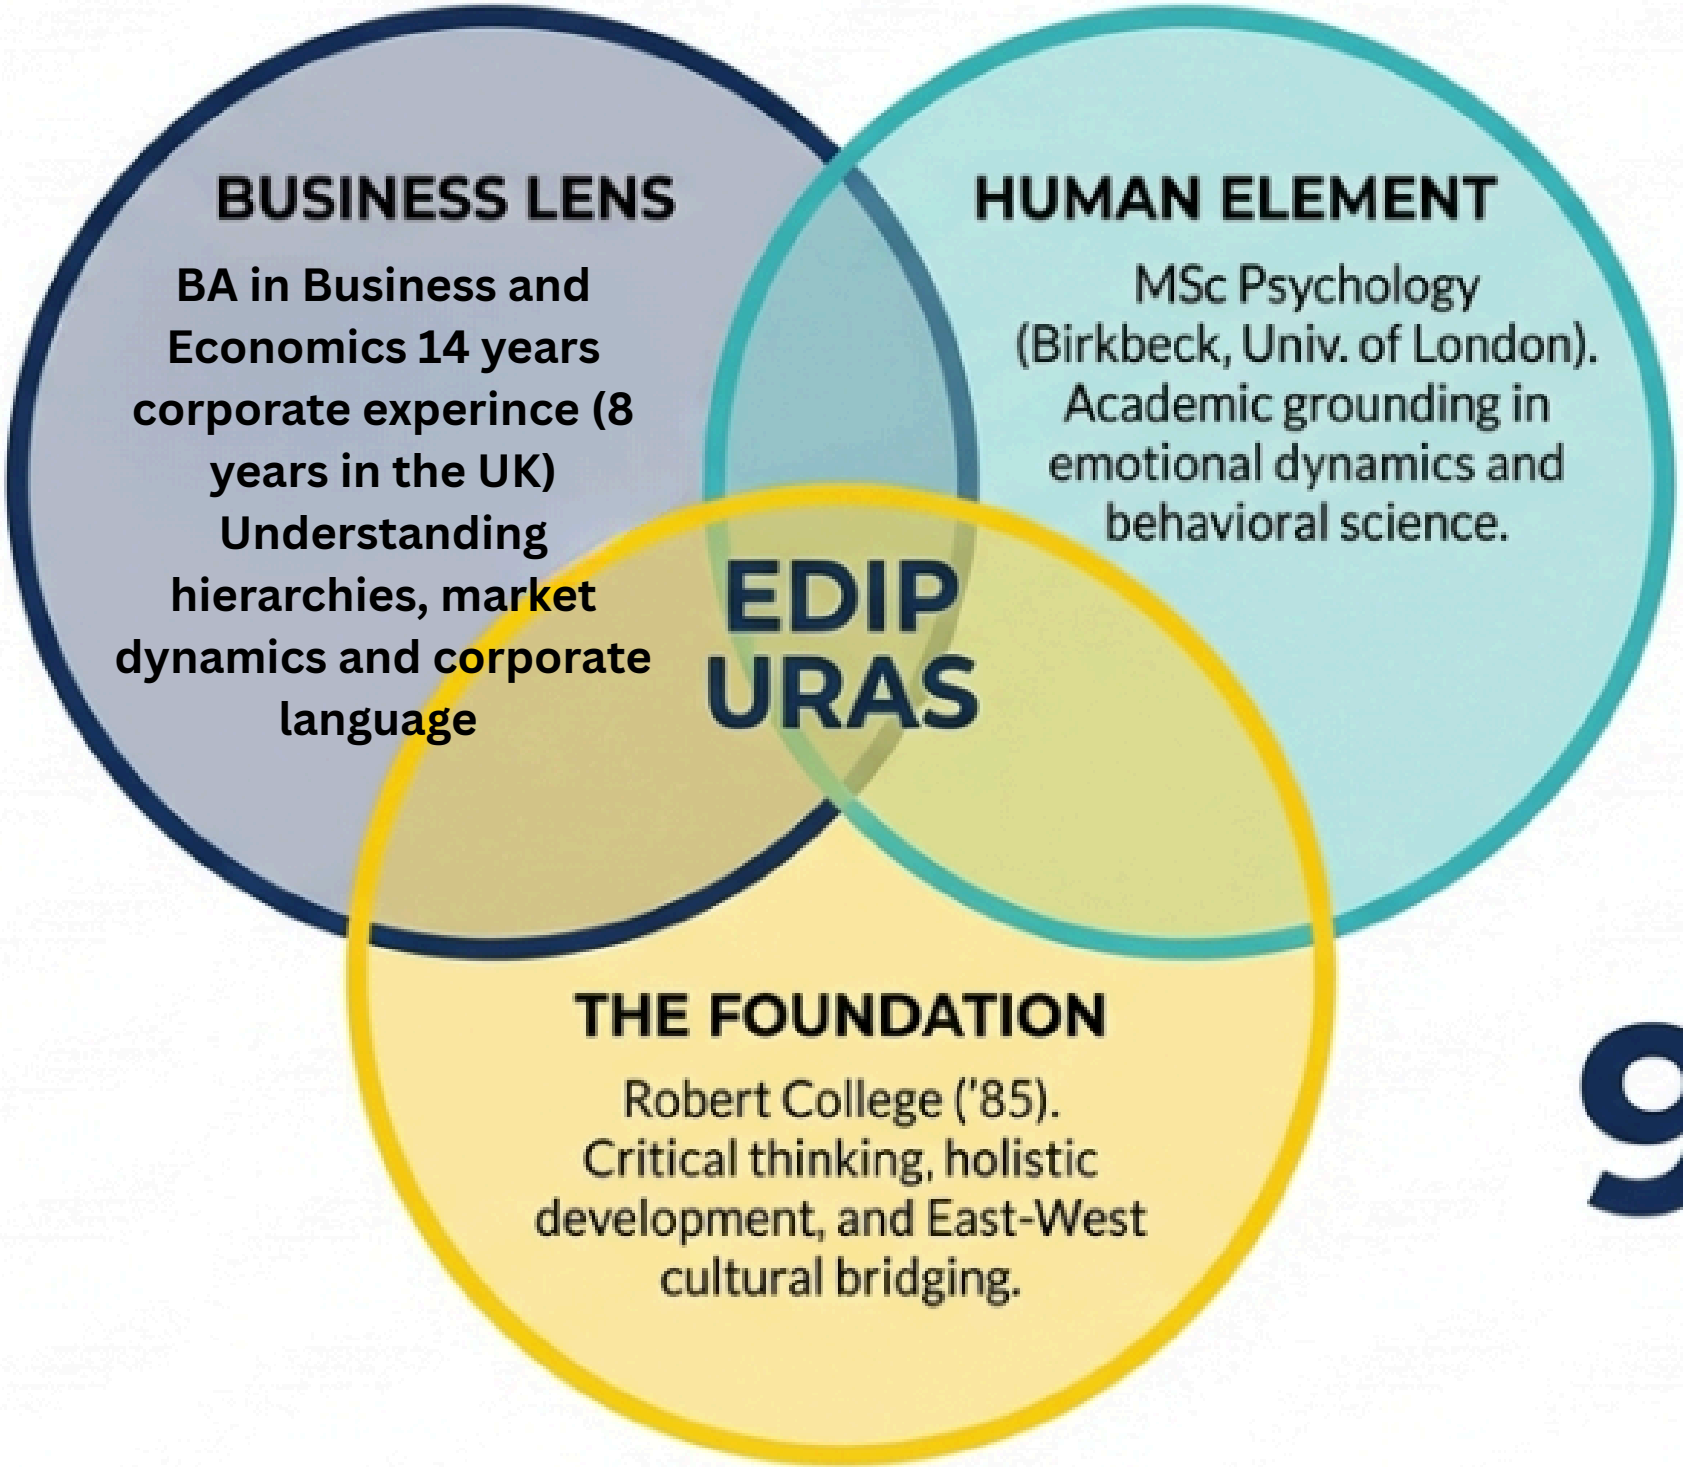 BUSINESS LENS
BA in Business and
Economics 14 years
corporate experince (8
years in the UK)
Understanding
hierarchies, market
dynamics and corporate
language
HUMAN ELEMENT
MSc Psychology
(Birkbeck, Univ. of London).
Academic grounding in
emotional dynamics and
behavioral science.
EDIP
URAS
THE FOUNDATION
Robert College ('85).
Critical thinking, holistic
development, and East-West
cultural bridging.
9